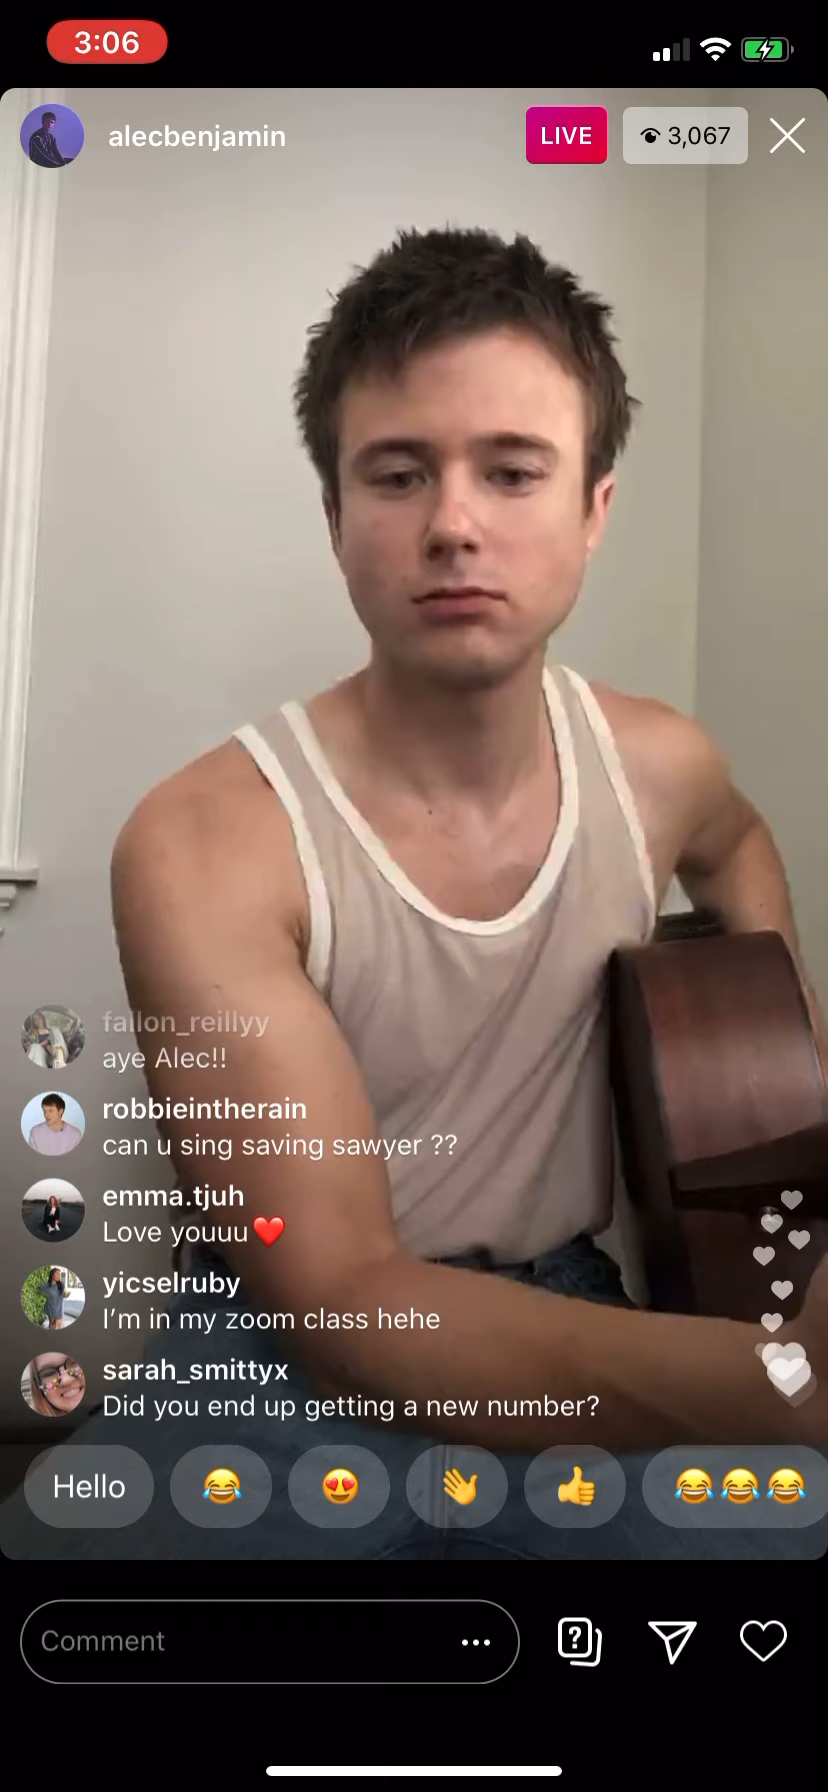 3:06
alecbenjamin LIVE 3,067
fallon_reillyy
aye Alec!!
robbieintherain
can u sing saving sawyer ??
emma.tjuh
Love youuu❤️
yicselruby
I’m in my zoom class hehe
sarah_smittyx
Did you end up getting a new number?
Hello 😂 😍 👋 👍 😂😂😂
Comment ...
?